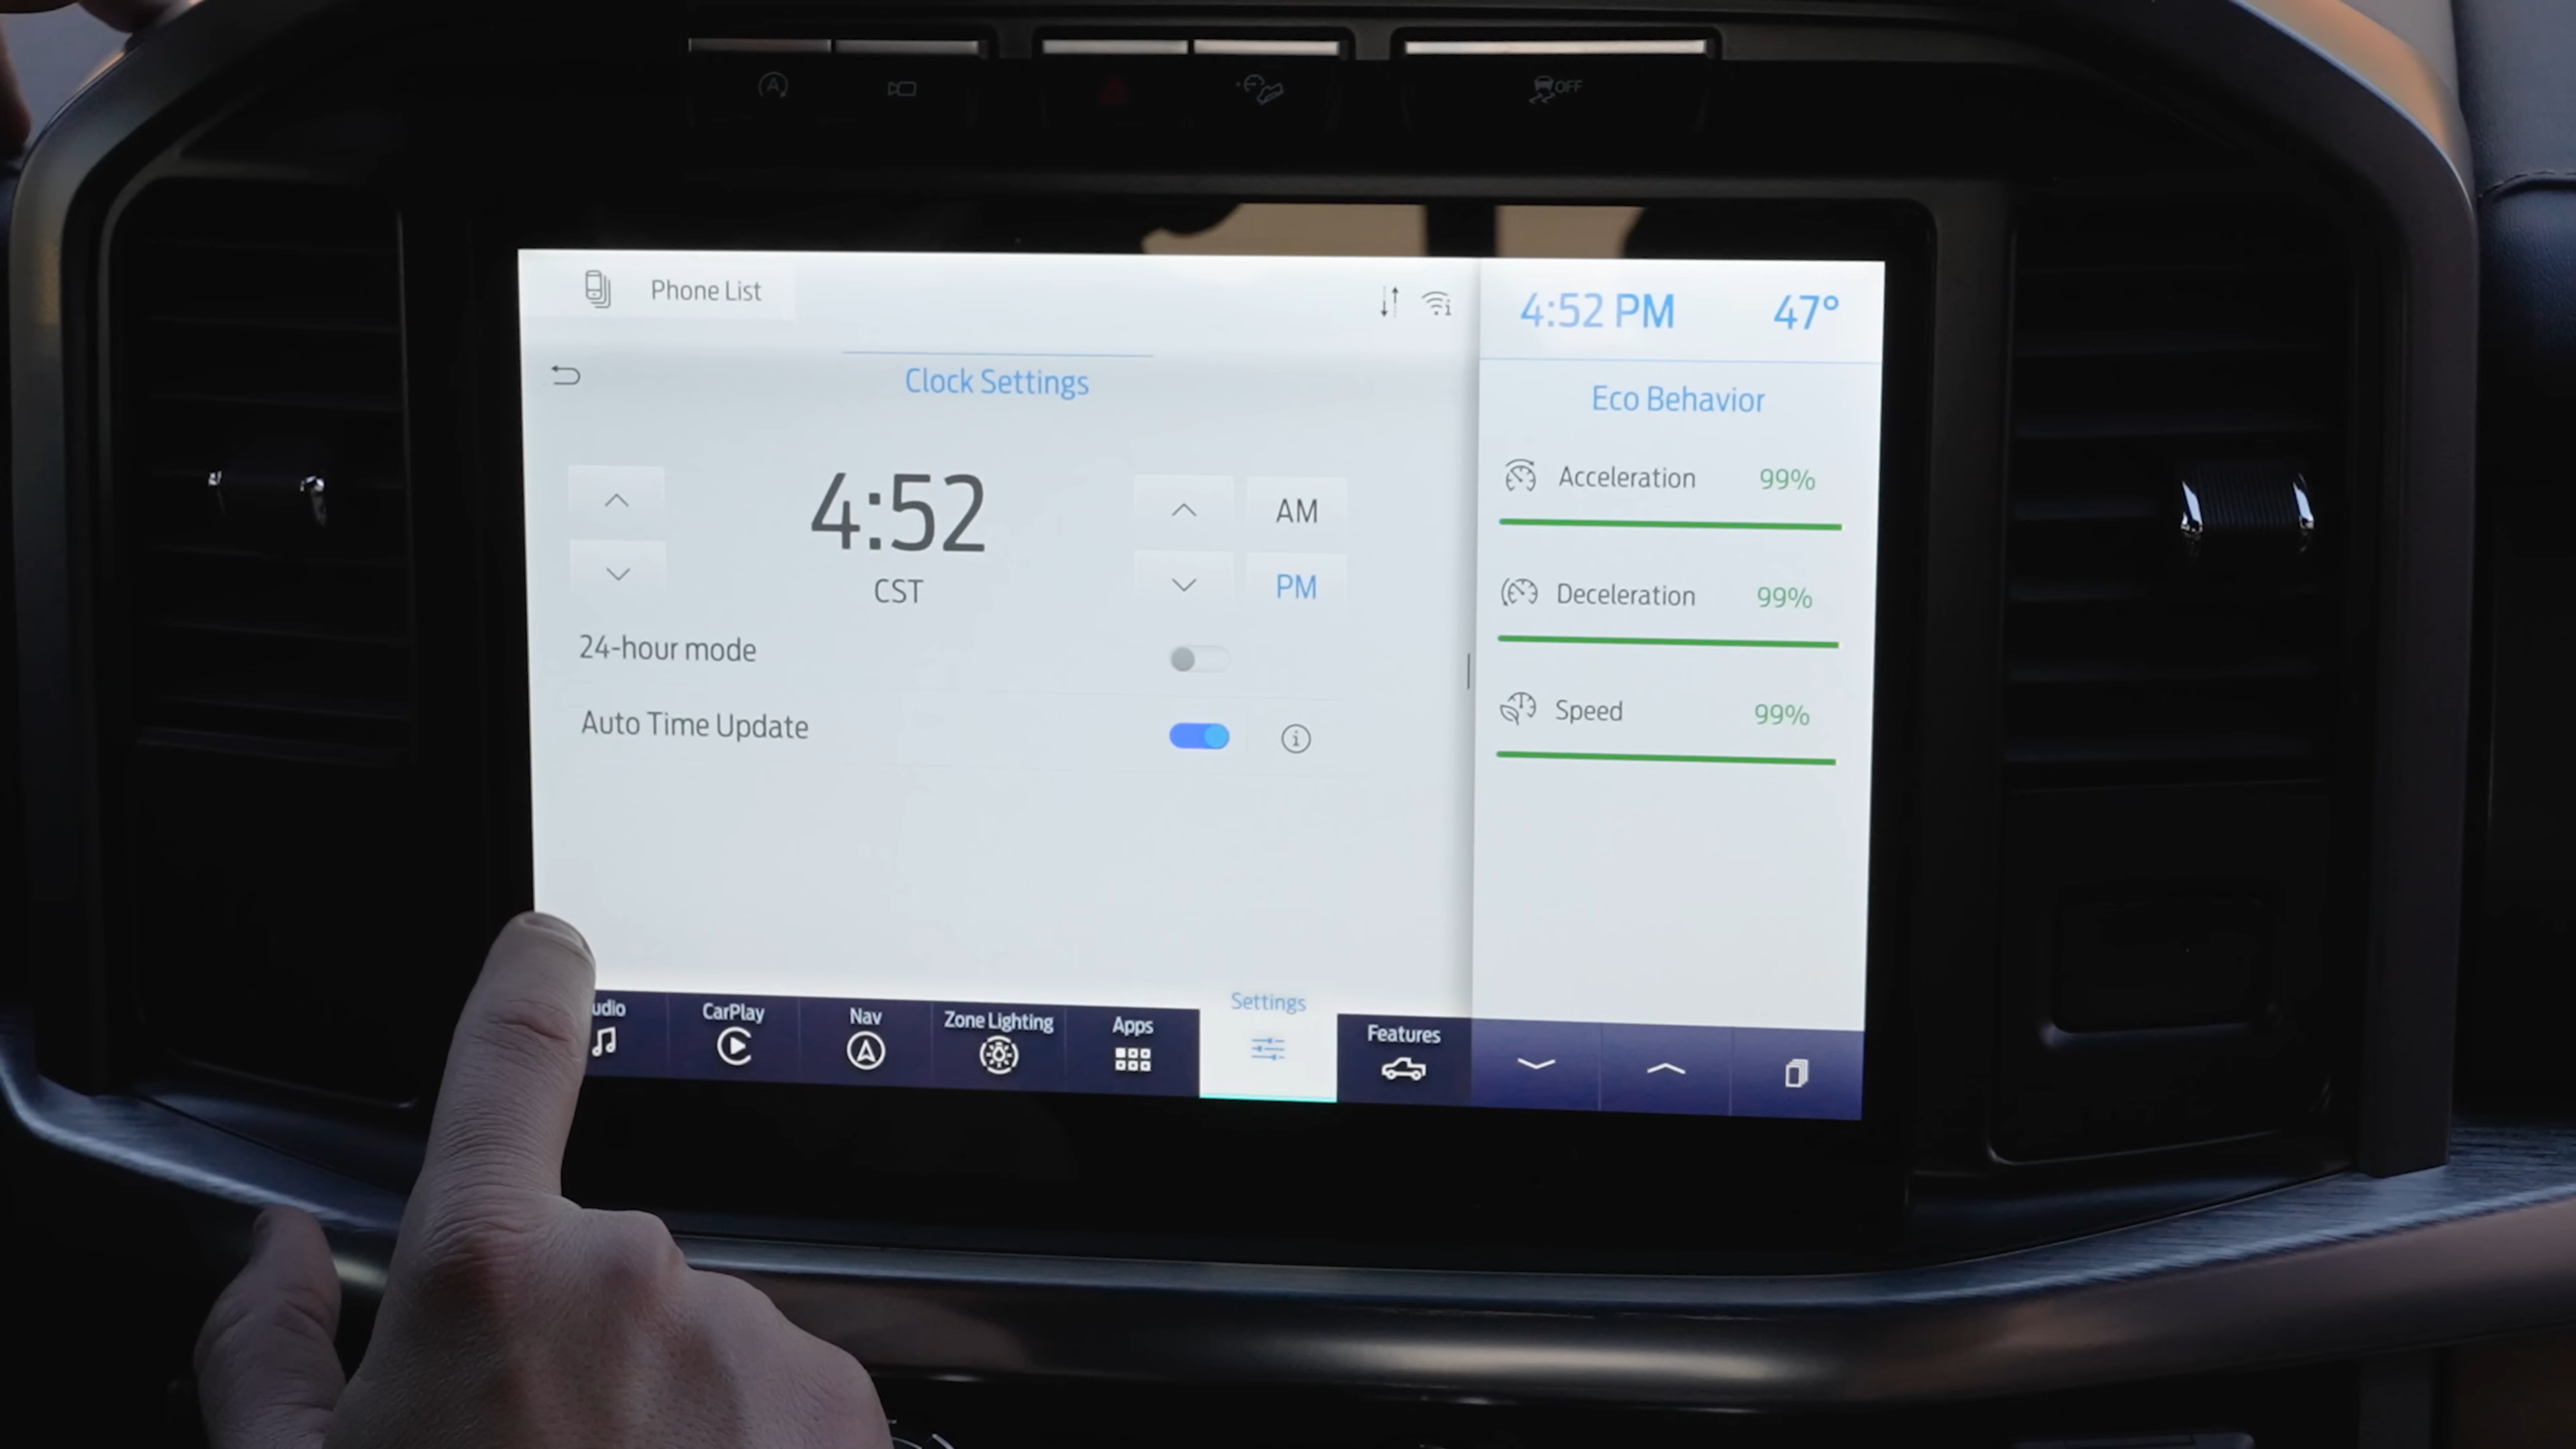 OFF
Phone List
4:52 PM 47°
Clock Settings
Eco Behavior
4:52
AM
CST
PM
Acceleration 99%
Deceleration 99%
24-hour mode
Speed 99%
Auto Time Update
udio
CarPlay
Nav
Zone Lighting
Apps
Settings
Features